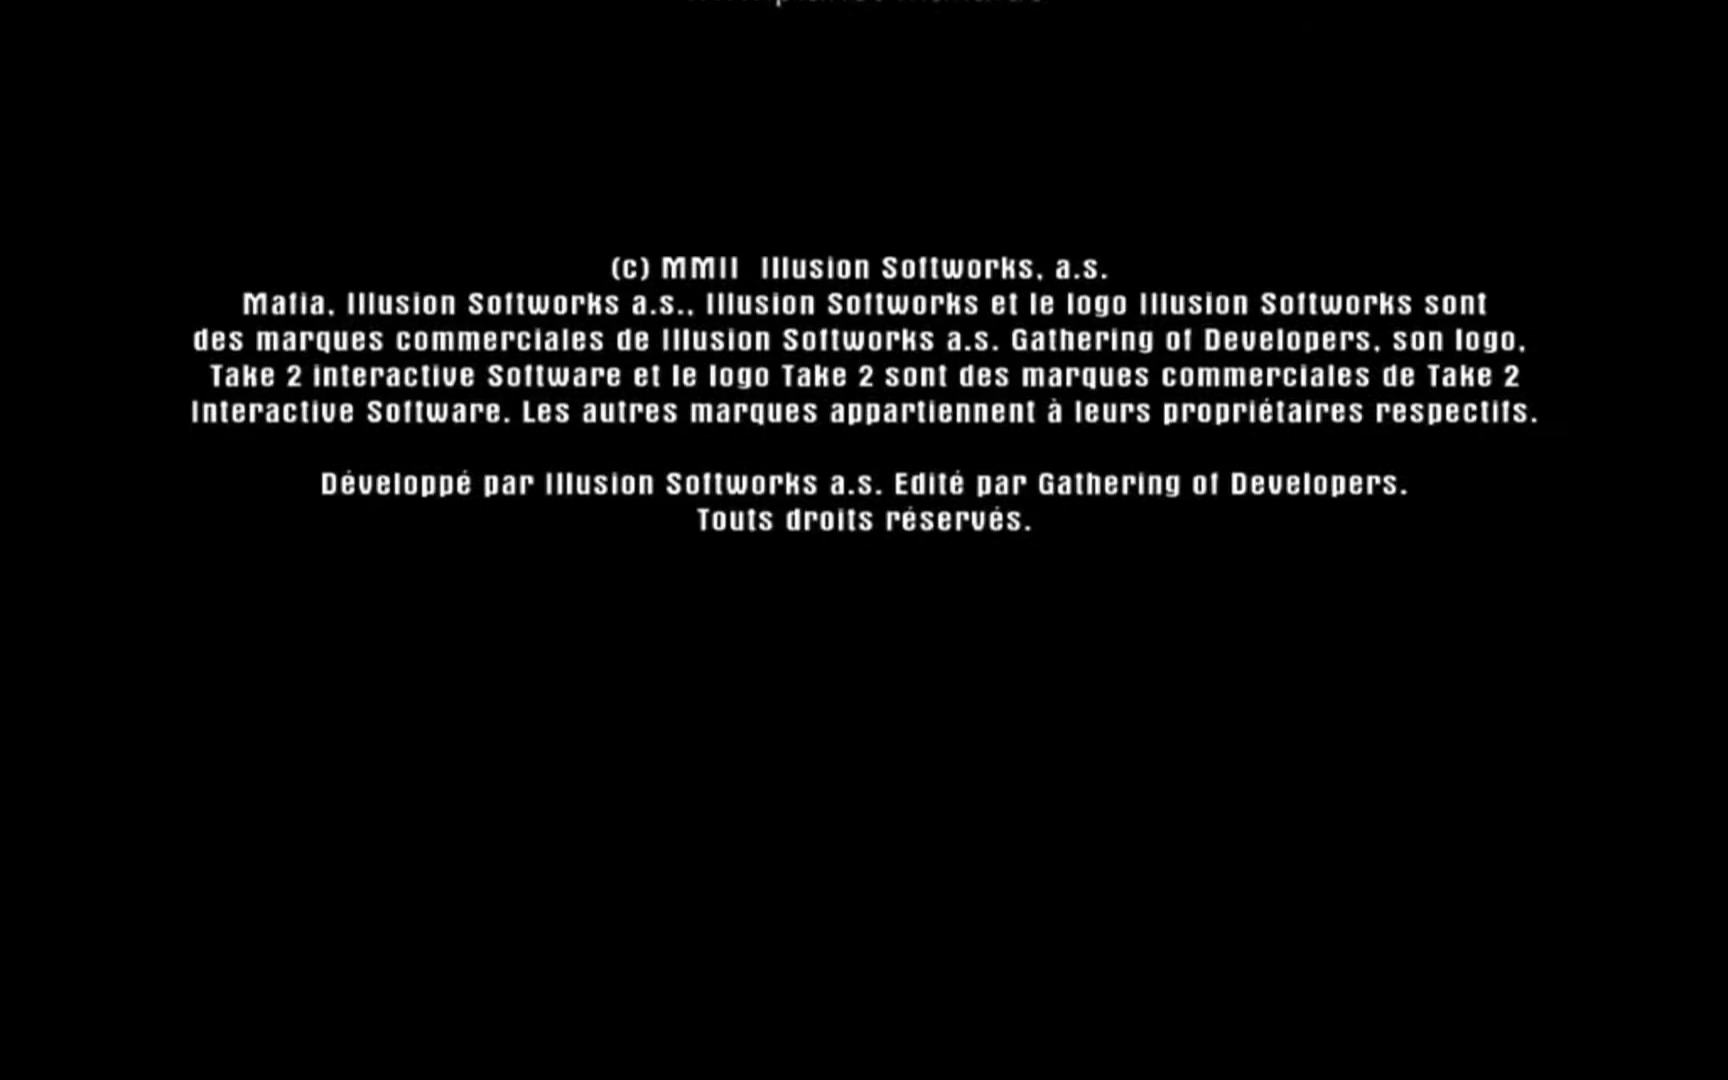 (c) MMII  Illusion Softworks, a.s.
Mafia, Illusion Softworks a.s., Illusion Softworks et le logo Illusion Softworks sont
des marques commerciales de Illusion Softworks a.s. Gathering of Developers, son logo,
Take 2 interactive Software et le logo Take 2 sont des marques commerciales de Take 2
Interactive Software. Les autres marques appartiennent à leurs propriétaires respectifs.
Développé par Illusion Softworks a.s. Edité par Gathering of Developers.
Touts droits réservés.